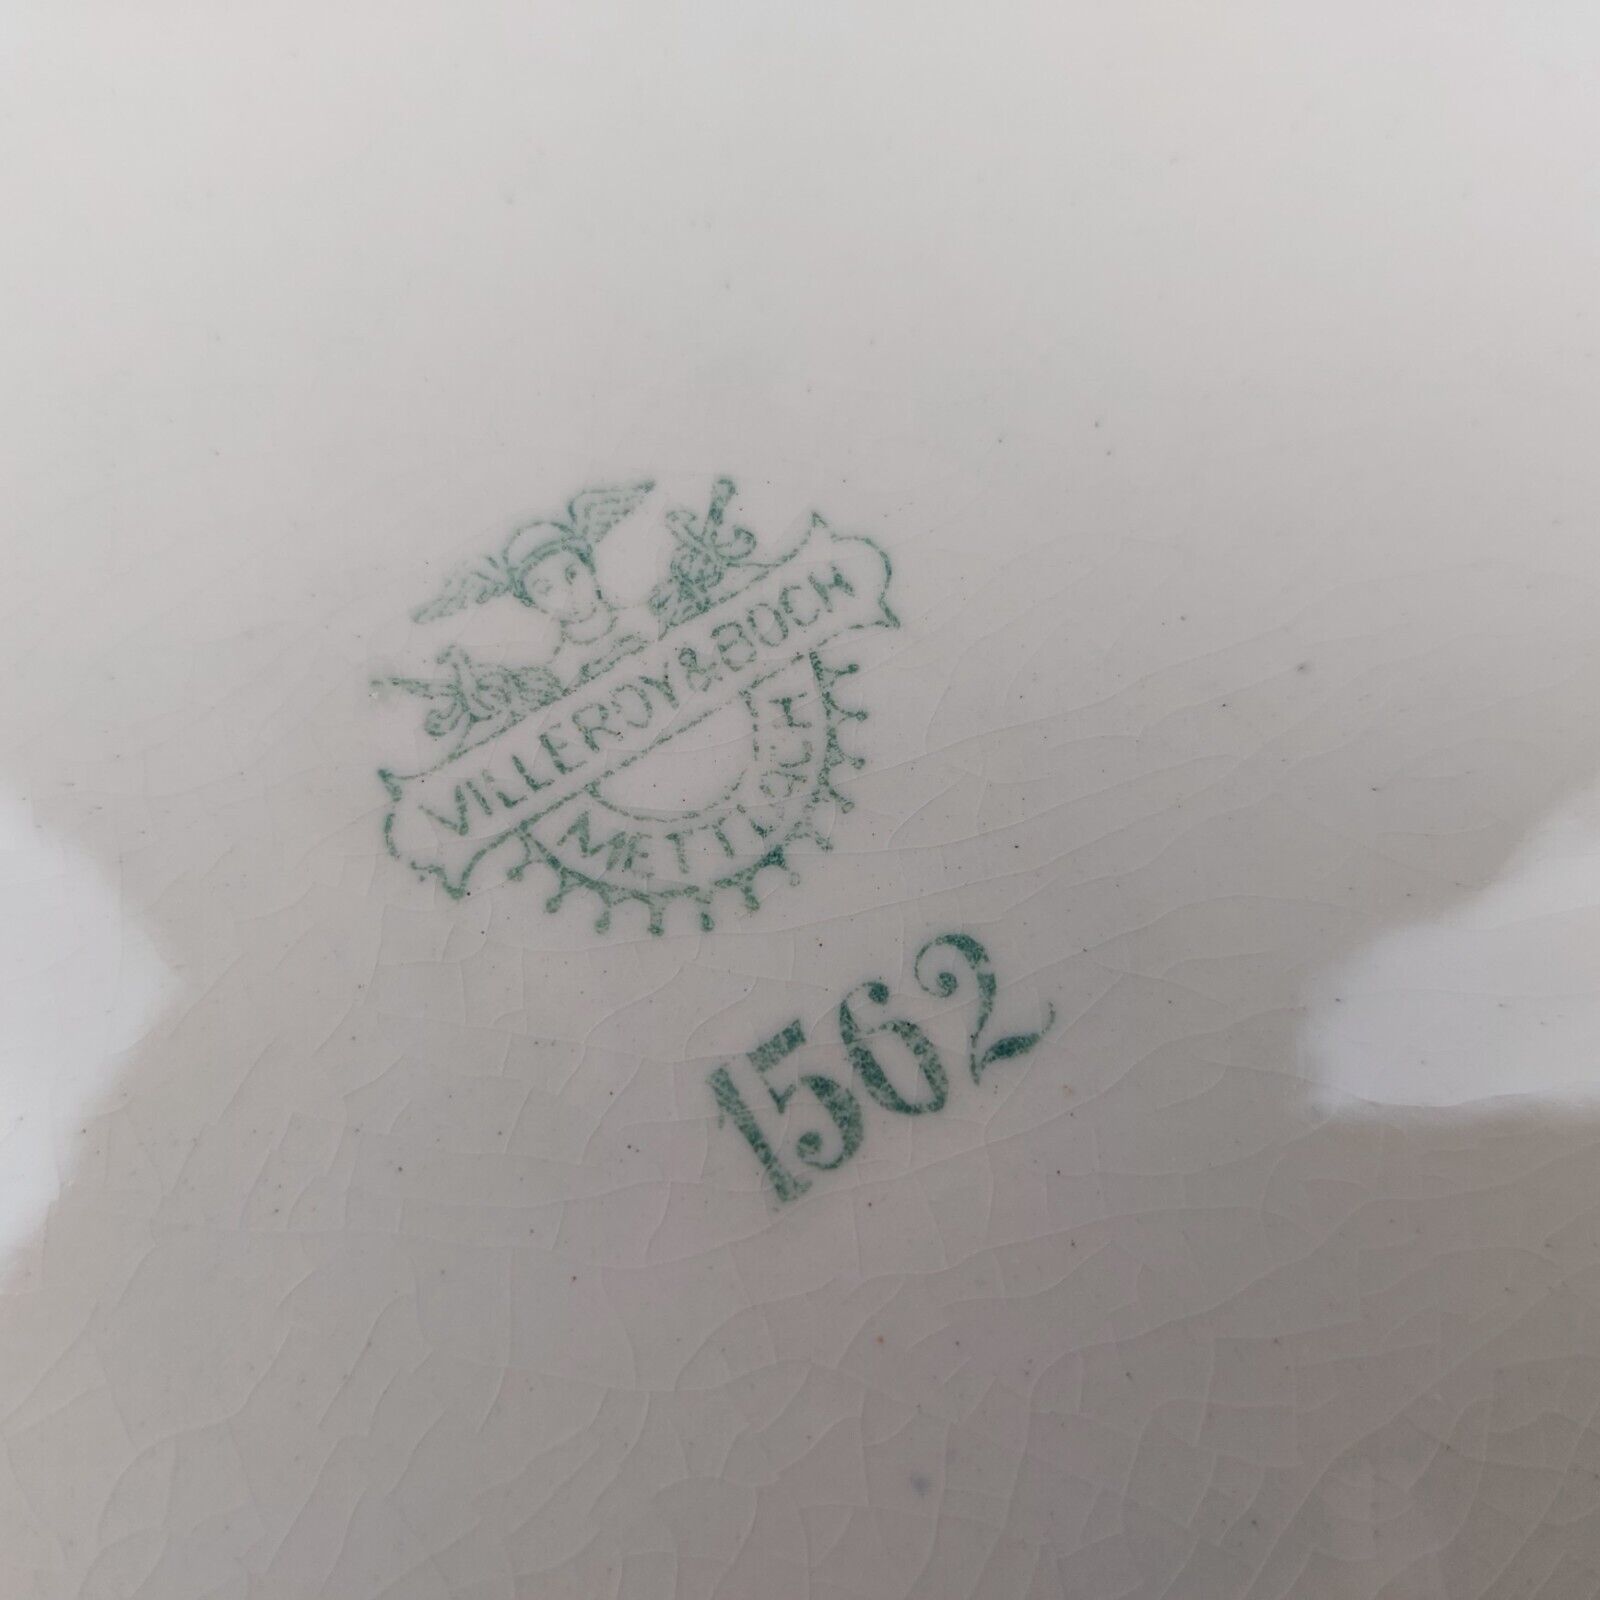 VILLEROY & BOCH
METTLACH
1562